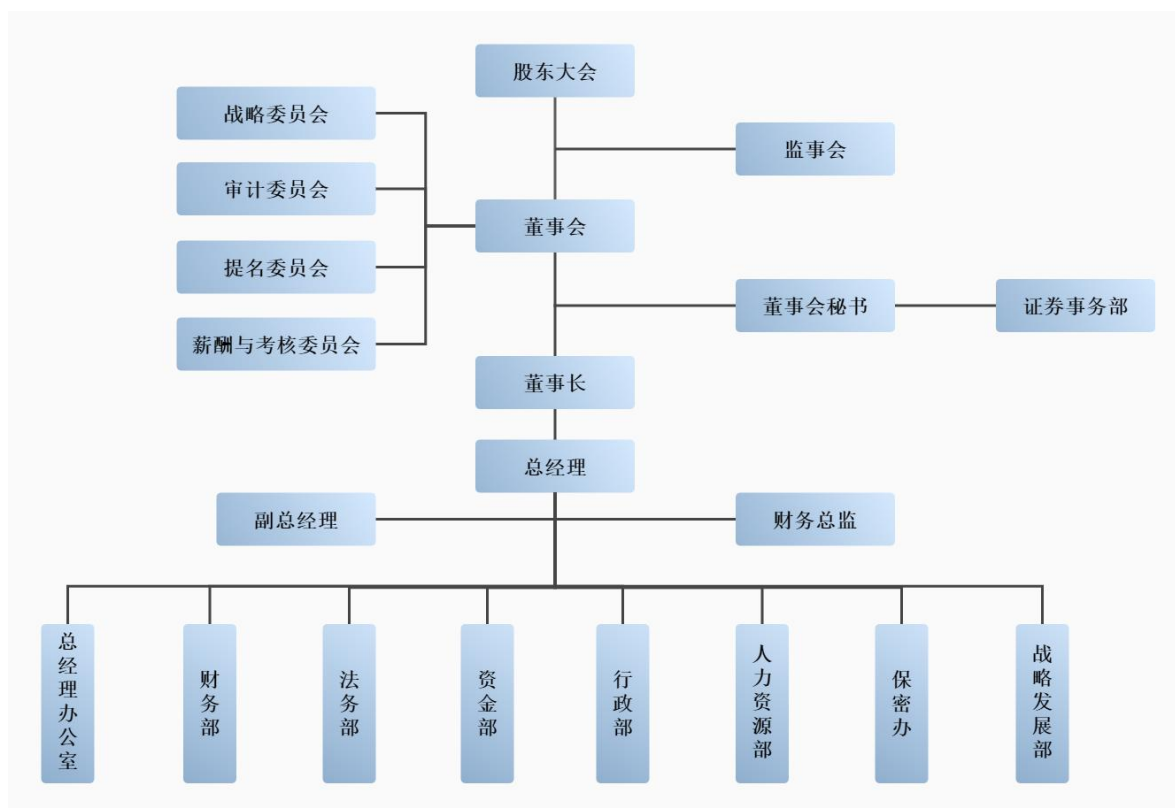 股东大会
战略委员会
监事会
审计委员会
董事会
提名委员会
董事会秘书
证券事务部
薪酬与考核委员会
董事长
总经理
副总经理
财务总监
总经理办公室
财务部
法务部
资金部
行政部
人力资源部
保密办
战略发展部